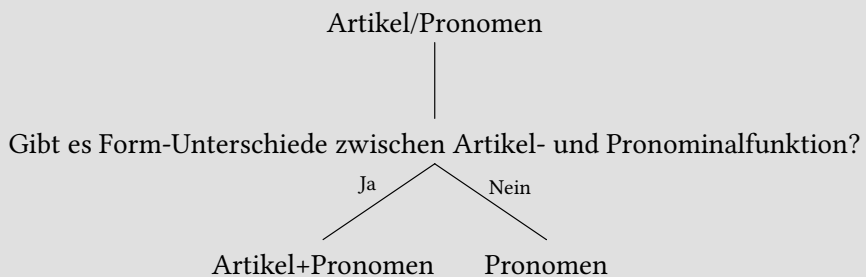 Artikel/Pronomen
Gibt es Form-Unterschiede zwischen Artikel- und Pronominalfunktion?
Ja
Nein
Artikel+Pronomen
Pronomen